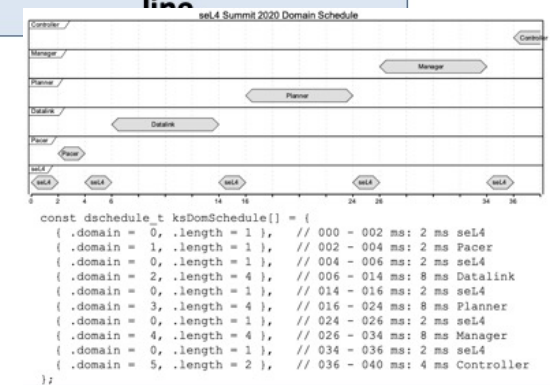 line
seL4 Summit 2020 Domain Schedule
Controller
Controller
Manager
Manager
Planner
Planner
Datalink
Datalink
Pacer
Pacer
seL4
seL4 seL4 seL4 seL4 seL4
0 2 4 6 14 16 24 26 34 36
const dschedule_t ksDomSchedule[] = {
{ .domain = 0, .length = 1 }, // 000 - 002 ms: 2 ms seL4
{ .domain = 1, .length = 1 }, // 002 - 004 ms: 2 ms Pacer
{ .domain = 0, .length = 1 }, // 004 - 006 ms: 2 ms seL4
{ .domain = 2, .length = 4 }, // 006 - 014 ms: 8 ms Datalink
{ .domain = 0, .length = 1 }, // 014 - 016 ms: 2 ms seL4
{ .domain = 3, .length = 4 }, // 016 - 024 ms: 8 ms Planner
{ .domain = 0, .length = 1 }, // 024 - 026 ms: 2 ms seL4
{ .domain = 4, .length = 4 }, // 026 - 034 ms: 8 ms Manager
{ .domain = 0, .length = 1 }, // 034 - 036 ms: 2 ms seL4
{ .domain = 5, .length = 2 }, // 036 - 040 ms: 4 ms Controller
};